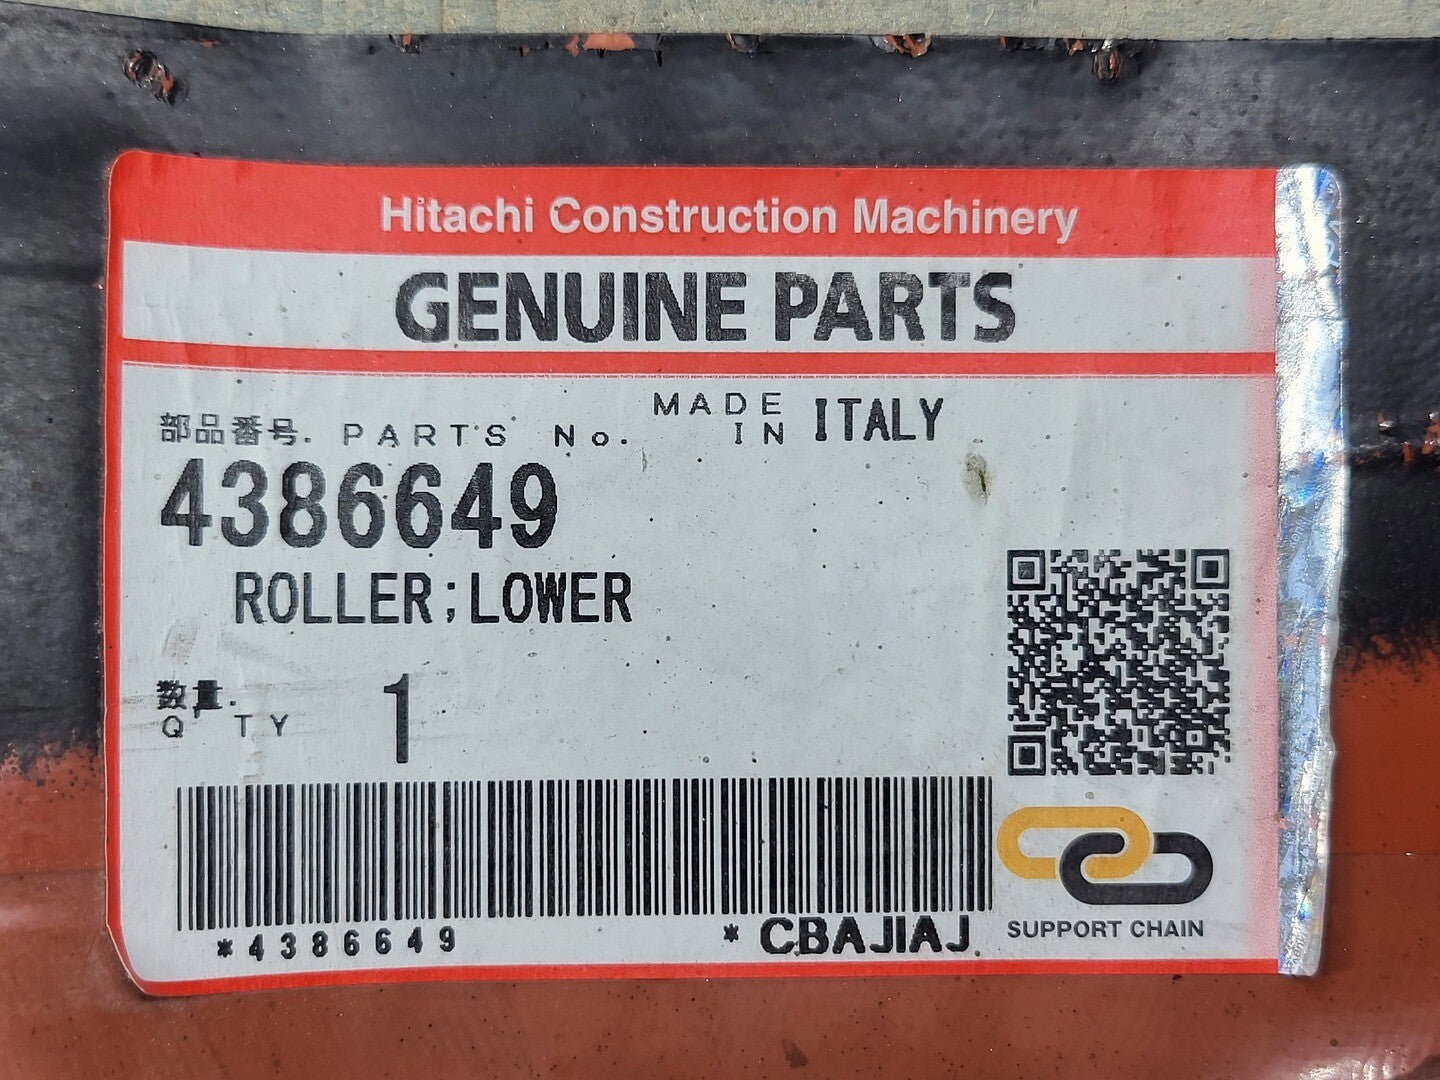 Hitachi Construction Machinery
GENUINE PARTS
部品番号. PARTS No.
MADE IN ITALY
4386649
ROLLER;LOWER
数量.
Q'TY 1
*4386649
* CBAJIAJ
SUPPORT CHAIN